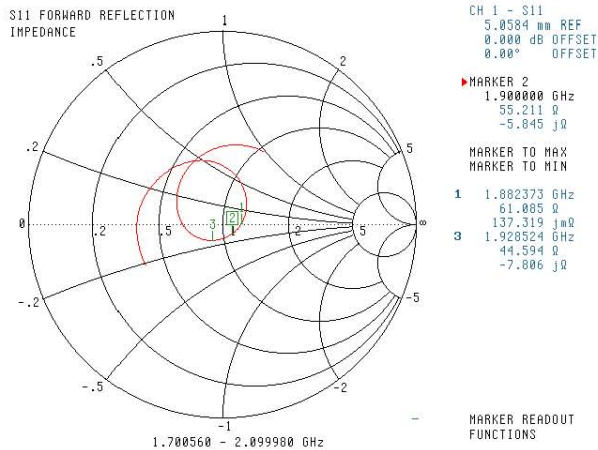 S11 FORWARD REFLECTION
IMPEDANCE
CH 1 - S11
5.0584 mm REF
0.000 dB OFFSET
0.00° OFFSET
▶MARKER 2
1.900000 GHz
55.211 Ω
-5.845 jΩ
MARKER TO MAX
MARKER TO MIN
1 1.882373 GHz
61.085 Ω
137.319 jmΩ
3 1.928524 GHz
44.594 Ω
-7.806 jΩ
1
.5
2
.2
5
0
.2
.5
3
2
1
1
2
5
∞
-.2
-5
-.5
-2
-1
1.700560 - 2.099980 GHz
MARKER READOUT
FUNCTIONS